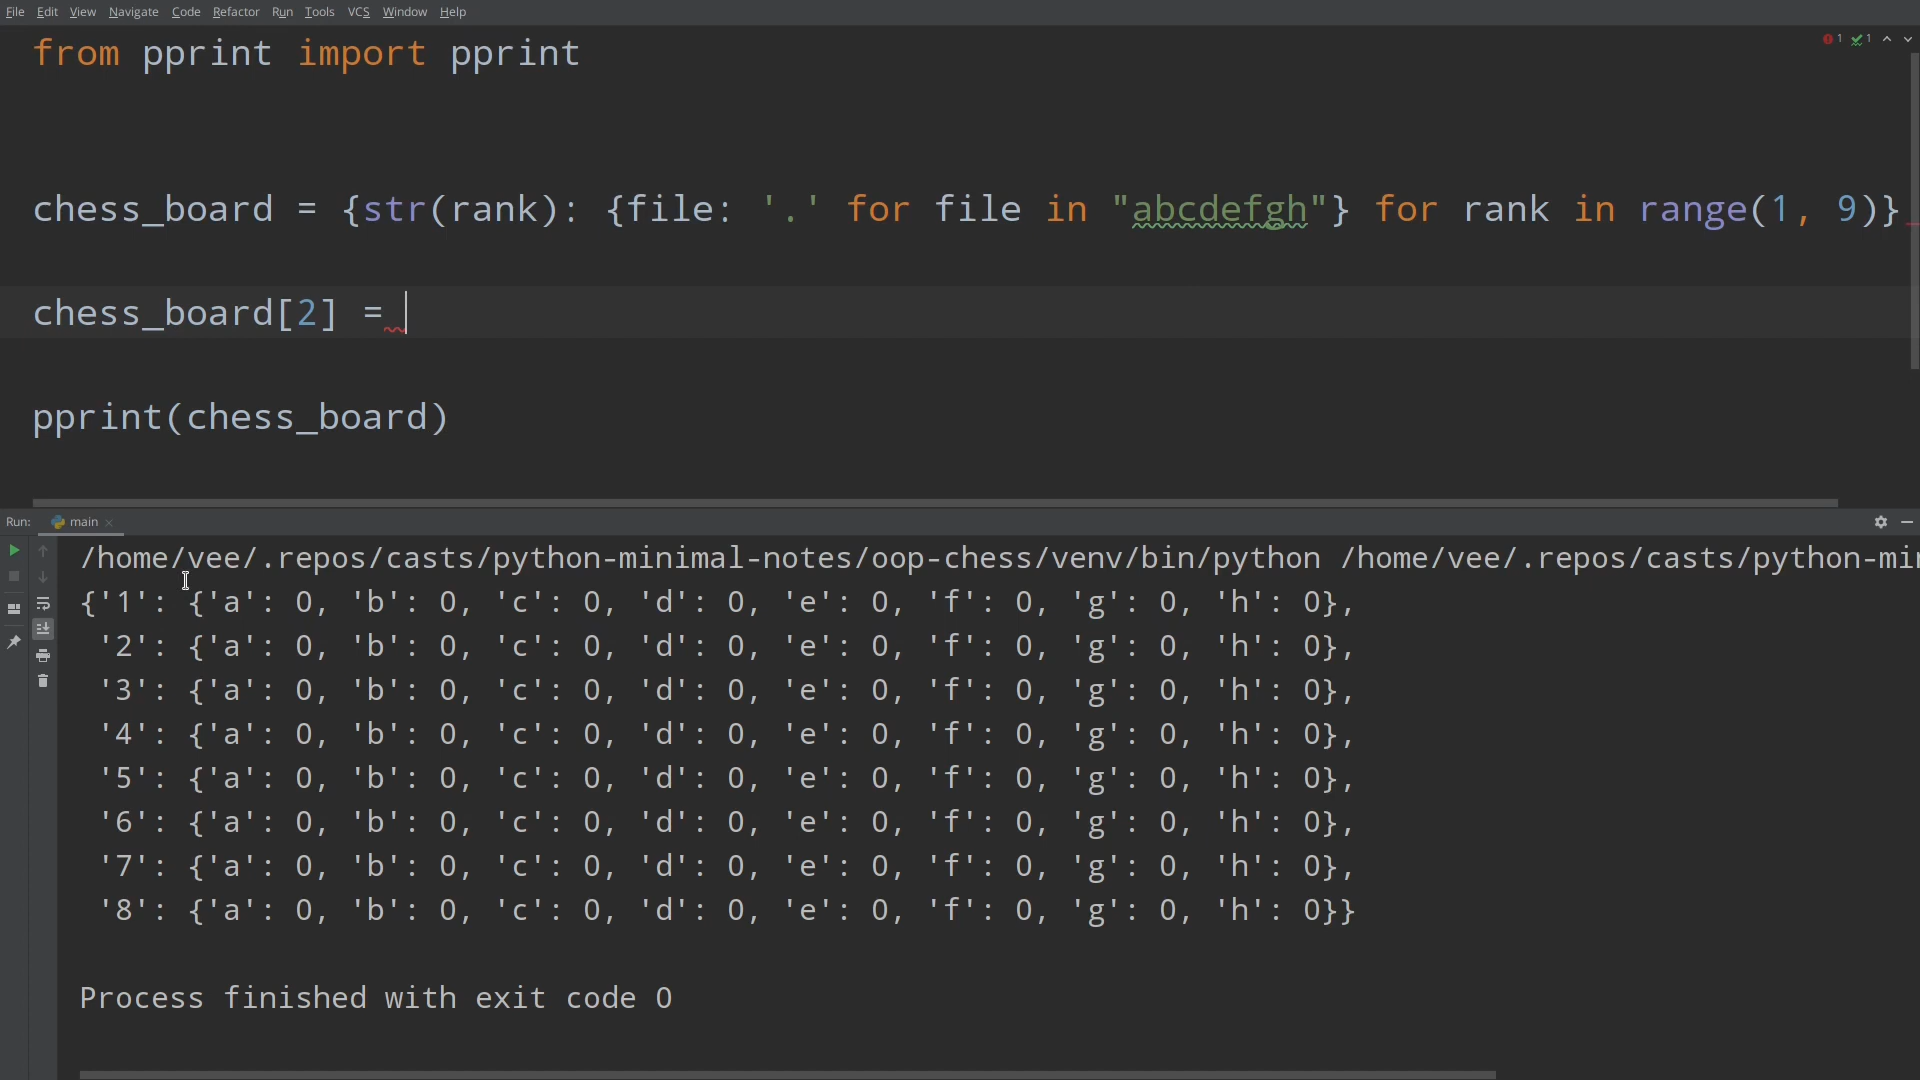 File Edit View Navigate Code Refactor Run Tools VCS Window Help
from pprint import pprint
1 1
chess_board = {str(rank): {file: '.' for file in "abcdefgh"} for rank in range(1, 9)}
chess_board[2] =
pprint(chess_board)
Run: main
/home/vee/.repos/casts/python-minimal-notes/oop-chess/venv/bin/python /home/vee/.repos/casts/python-min
{'1': {'a': 0, 'b': 0, 'c': 0, 'd': 0, 'e': 0, 'f': 0, 'g': 0, 'h': 0},
'2': {'a': 0, 'b': 0, 'c': 0, 'd': 0, 'e': 0, 'f': 0, 'g': 0, 'h': 0},
'3': {'a': 0, 'b': 0, 'c': 0, 'd': 0, 'e': 0, 'f': 0, 'g': 0, 'h': 0},
'4': {'a': 0, 'b': 0, 'c': 0, 'd': 0, 'e': 0, 'f': 0, 'g': 0, 'h': 0},
'5': {'a': 0, 'b': 0, 'c': 0, 'd': 0, 'e': 0, 'f': 0, 'g': 0, 'h': 0},
'6': {'a': 0, 'b': 0, 'c': 0, 'd': 0, 'e': 0, 'f': 0, 'g': 0, 'h': 0},
'7': {'a': 0, 'b': 0, 'c': 0, 'd': 0, 'e': 0, 'f': 0, 'g': 0, 'h': 0},
'8': {'a': 0, 'b': 0, 'c': 0, 'd': 0, 'e': 0, 'f': 0, 'g': 0, 'h': 0}}
Process finished with exit code 0